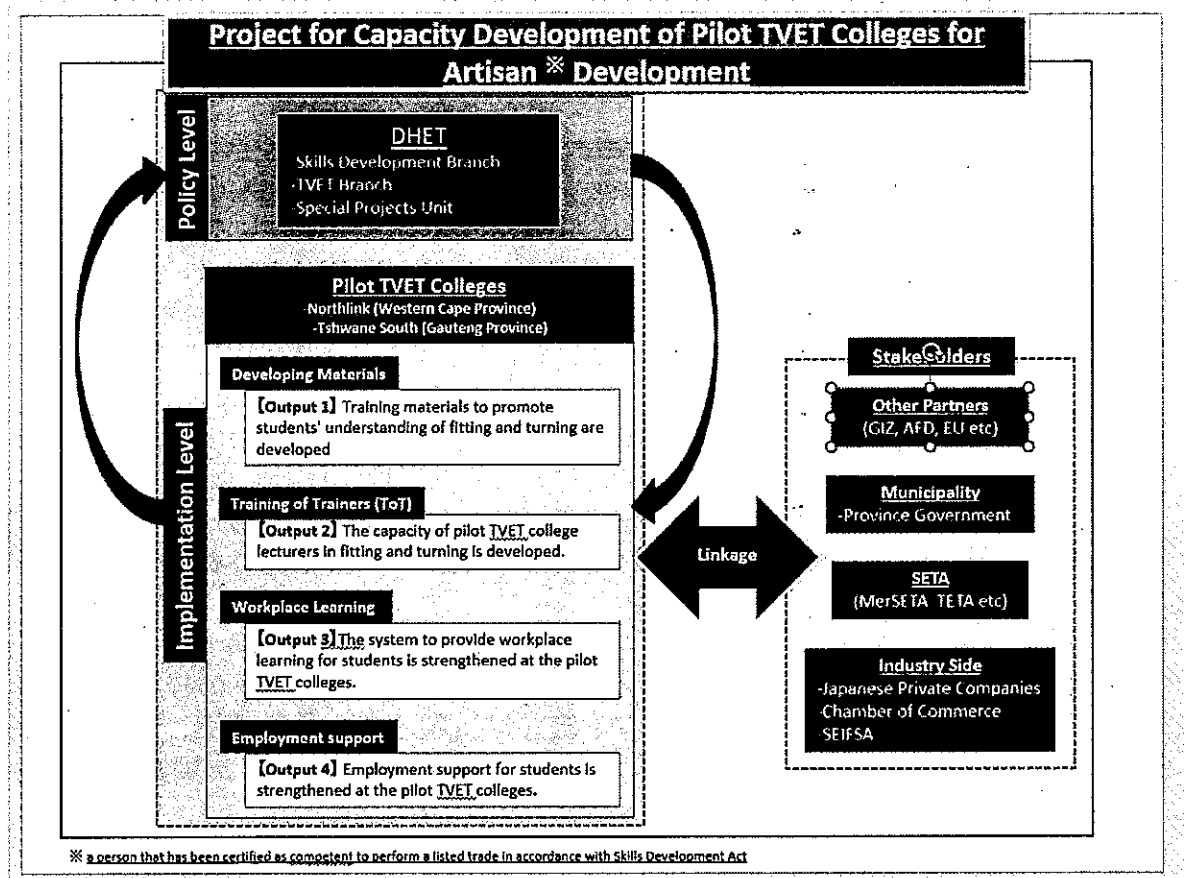 Project for Capacity Development of Pilot TVET Colleges for
Artisan ※ Development
Policy Level
DHET
Skills Development Branch
-TVET Branch
-Special Projects Unit
Pilot TVET Colleges
-Northlink (Western Cape Province)
-Tshwane South (Gauteng Province)
Implementation Level
Developing Materials
【Output 1】 Training materials to promote
students' understanding of fitting and turning are
developed
Training of Trainers (ToT)
【Output 2】 The capacity of pilot TVET college
lecturers in fitting and turning is developed.
Workplace Learning
【Output 3】The system to provide workplace
learning for students is strengthened at the pilot
TVET colleges.
Employment support
【Output 4】 Employment support for students is
strengthened at the pilot TVET colleges.
Linkage
Stakeholders
Other Partners
(GIZ, AFD, EU etc)
Municipality
-Province Government
SETA
(MerSETA TETA etc)
Industry Side
-Japanese Private Companies
-Chamber of Commerce
-SEIFSA
※ a person that has been certified as competent to perform a listed trade in accordance with Skills Development Act